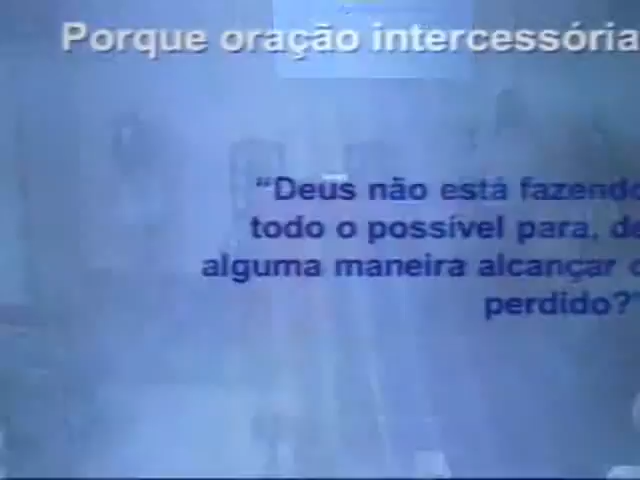 Porque oração intercessória
“Deus não está fazendo
todo o possível para, de
alguma maneira alcançar o
perdido?”